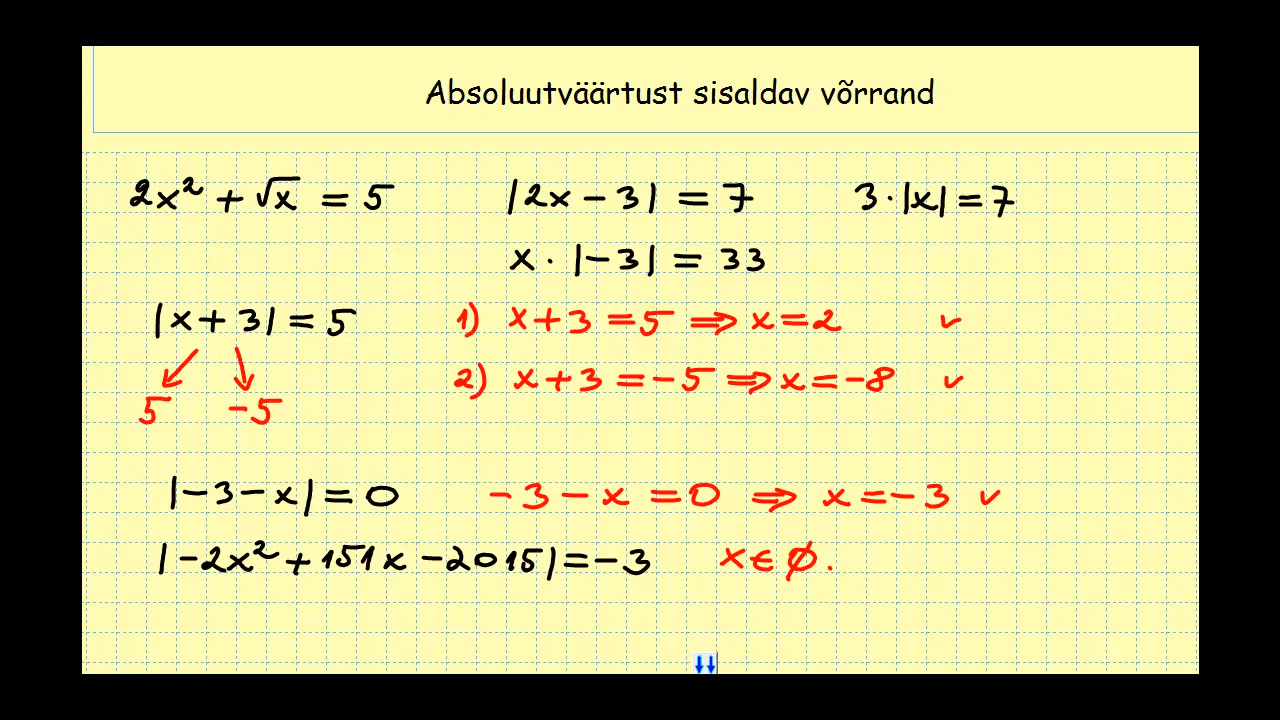 Absoluutväärtust sisaldav võrrand
2x² + √x = 5 |2x - 3| = 7 3 · |x| = 7
x · |-3| = 33
|x + 3| = 5 1) x + 3 = 5 ⟹ x = 2 ✓
5 -5 2) x + 3 = -5 ⟹ x = -8 ✓
|-3 - x| = 0 -3 - x = 0 ⟹ x = -3 ✓
|-2x² + 151x - 2015| = -3 x ∈ ∅.